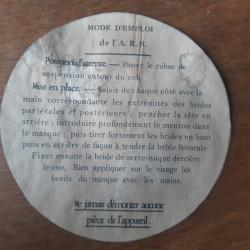 MODE D'EMPLOI
de l'A.R.S.
Position d'attente. — Passer le ruban de
suspension autour du cou.
Mise en place. — Saisir de chaque côté avec la
main correspondante les extrémités des brides
pariétales et postérieure ; pencher la tête en
arrière ; introduire profondément le menton dans
le masque ; puis tirer fortement les brides en haut
puis en arrière de façon à tendre la bride frontale
Fixer ensuite la bride de serre-nuque derrière
le cou. Bien appliquer sur le visage les
bords du masque avec les mains.
Ne jamais démonter aucune
pièce de l'appareil.